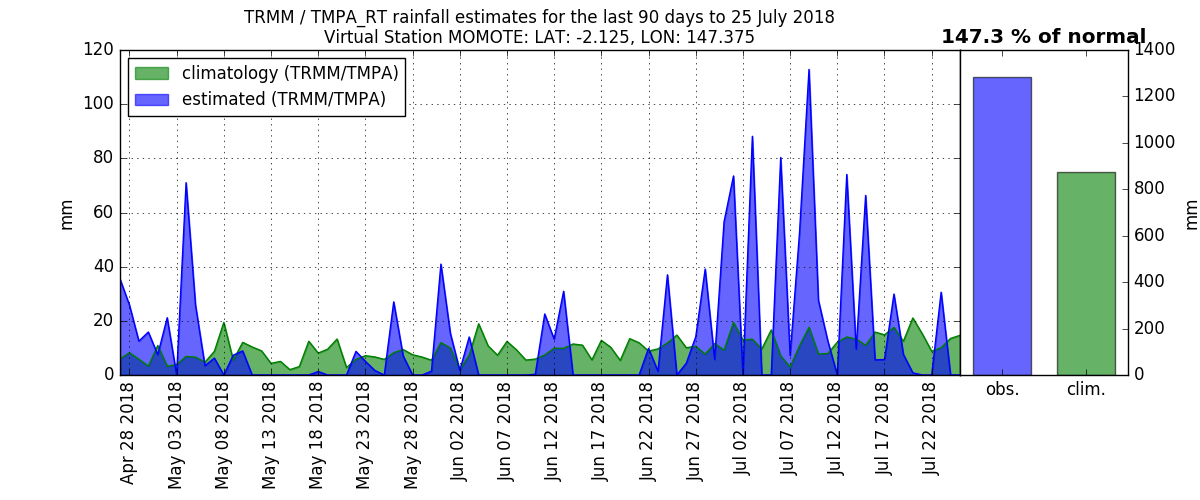 TRMM / TMPA_RT rainfall estimates for the last 90 days to 25 July 2018
Virtual Station MOMOTE: LAT: -2.125, LON: 147.375
147.3 % of normal
climatology (TRMM/TMPA)
estimated (TRMM/TMPA)
mm
120
100
80
60
40
20
0
Apr 28 2018
May 03 2018
May 08 2018
May 13 2018
May 18 2018
May 23 2018
May 28 2018
Jun 02 2018
Jun 07 2018
Jun 12 2018
Jun 17 2018
Jun 22 2018
Jun 27 2018
Jul 02 2018
Jul 07 2018
Jul 12 2018
Jul 17 2018
Jul 22 2018
obs.
clim.
1400
1200
1000
800
600
400
200
0
mm